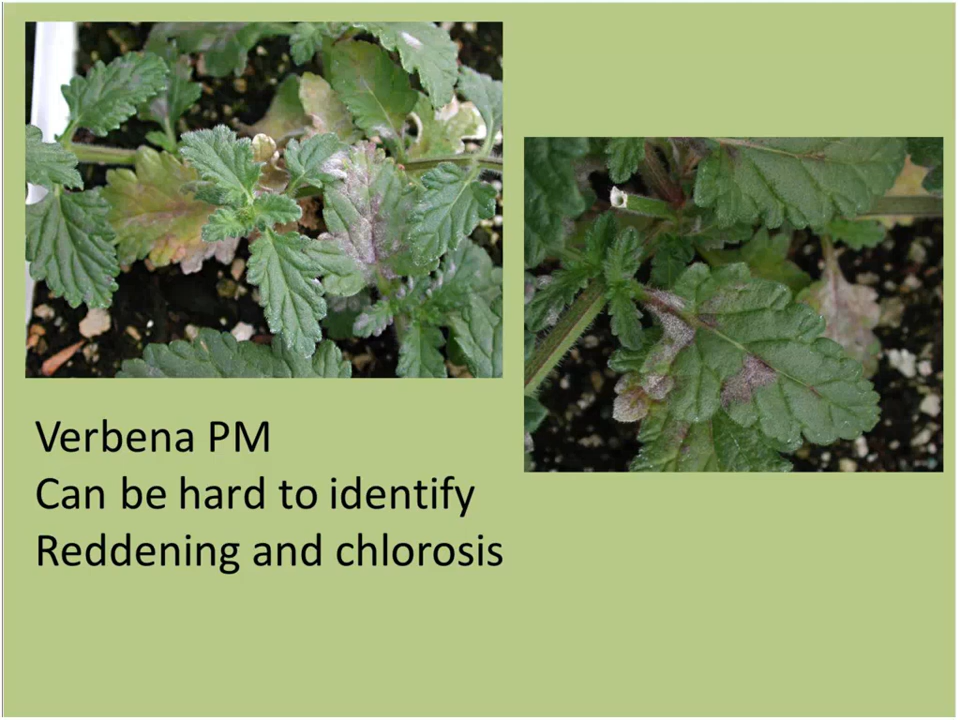 Verbena PM
Can be hard to identify
Reddening and chlorosis